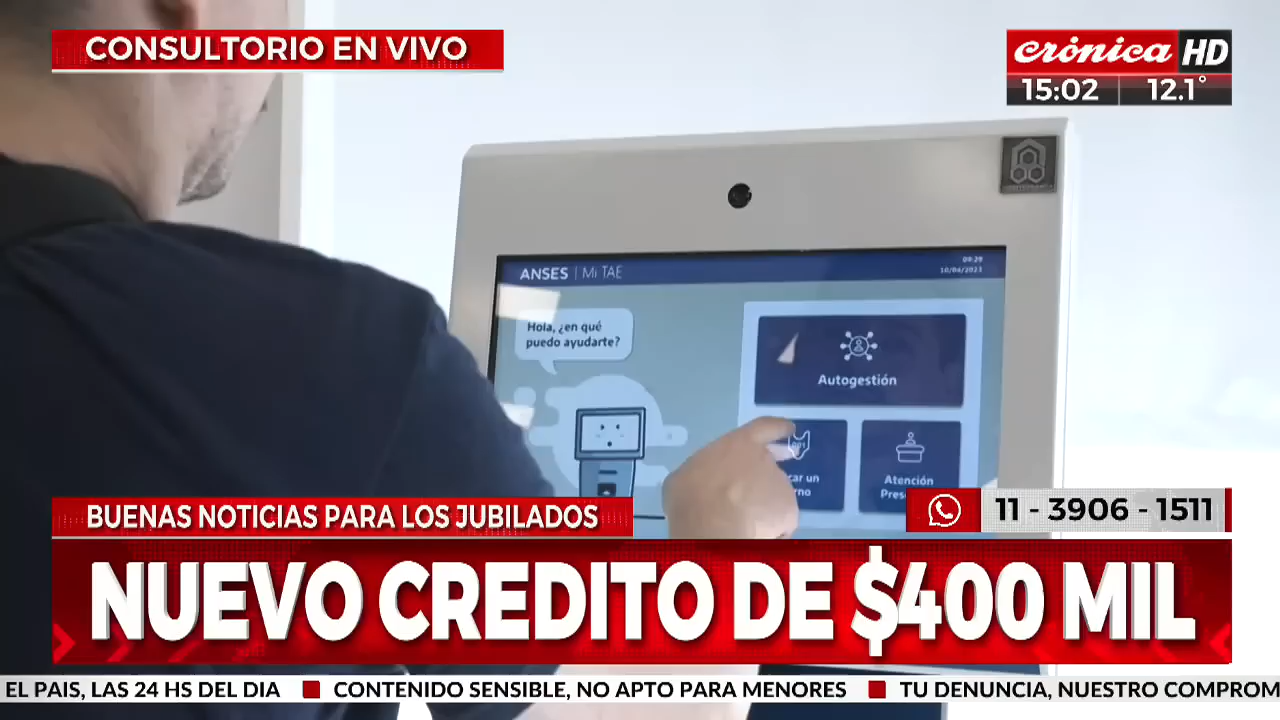 CONSULTORIO EN VIVO
crónica HD
15:02 12.1°
ANSES | Mi TAE
09:29
10/04/2023
Hola, ¿en qué
puedo ayudarte?
Autogestión
Atención
BUENAS NOTICIAS PARA LOS JUBILADOS
11 - 3906 - 1511
NUEVO CREDITO DE $400 MIL
EL PAIS, LAS 24 HS DEL DIA ■ CONTENIDO SENSIBLE, NO APTO PARA MENORES ■ TU DENUNCIA, NUESTRO COMPROM